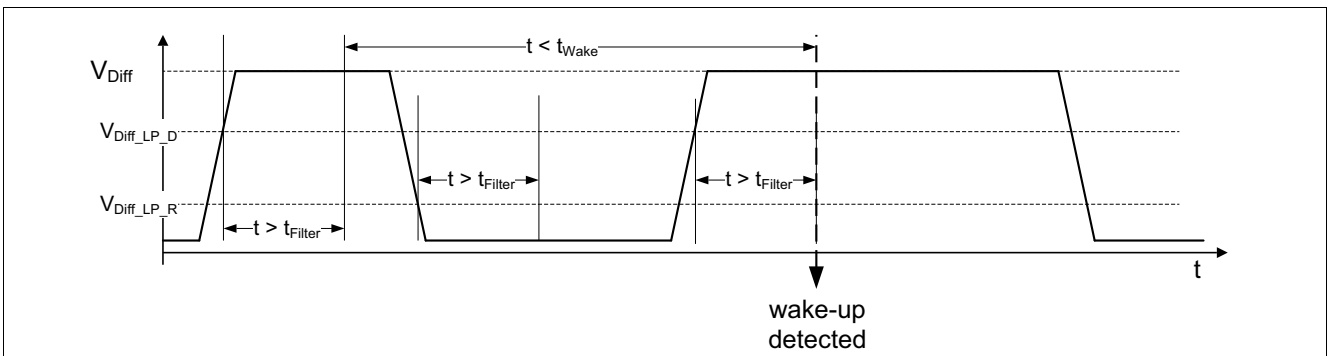 t < tWake
VDiff
VDiff_LP_D
t > tFilter
t > tFilter
VDiff_LP_R
t > tFilter
t
wake-up
detected